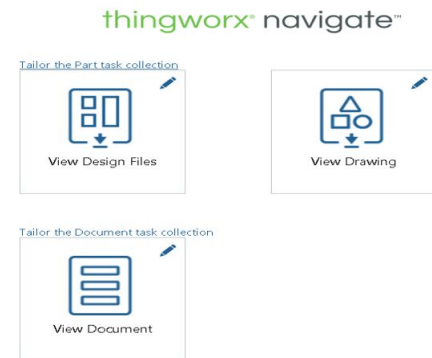 thingworx® navigate™
Tailor the Part task collection
View Design Files
View Drawing
Tailor the Document task collection
View Document